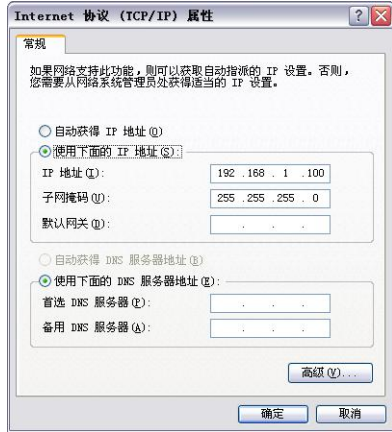 Internet 协议 (TCP/IP) 属性
常规
如果网络支持此功能，则可以获取自动指派的 IP 设置。否则，
您需要从网络系统管理员处获得适当的 IP 设置。
自动获得 IP 地址(O)
使用下面的 IP 地址(S):
IP 地址(I): 192 .168 . 1 .100
子网掩码(U): 255 .255 .255 . 0
默认网关(D): . . .
自动获得 DNS 服务器地址(B)
使用下面的 DNS 服务器地址(E):
首选 DNS 服务器(P): . . .
备用 DNS 服务器(A): . . .
高级(V)...
确定 取消